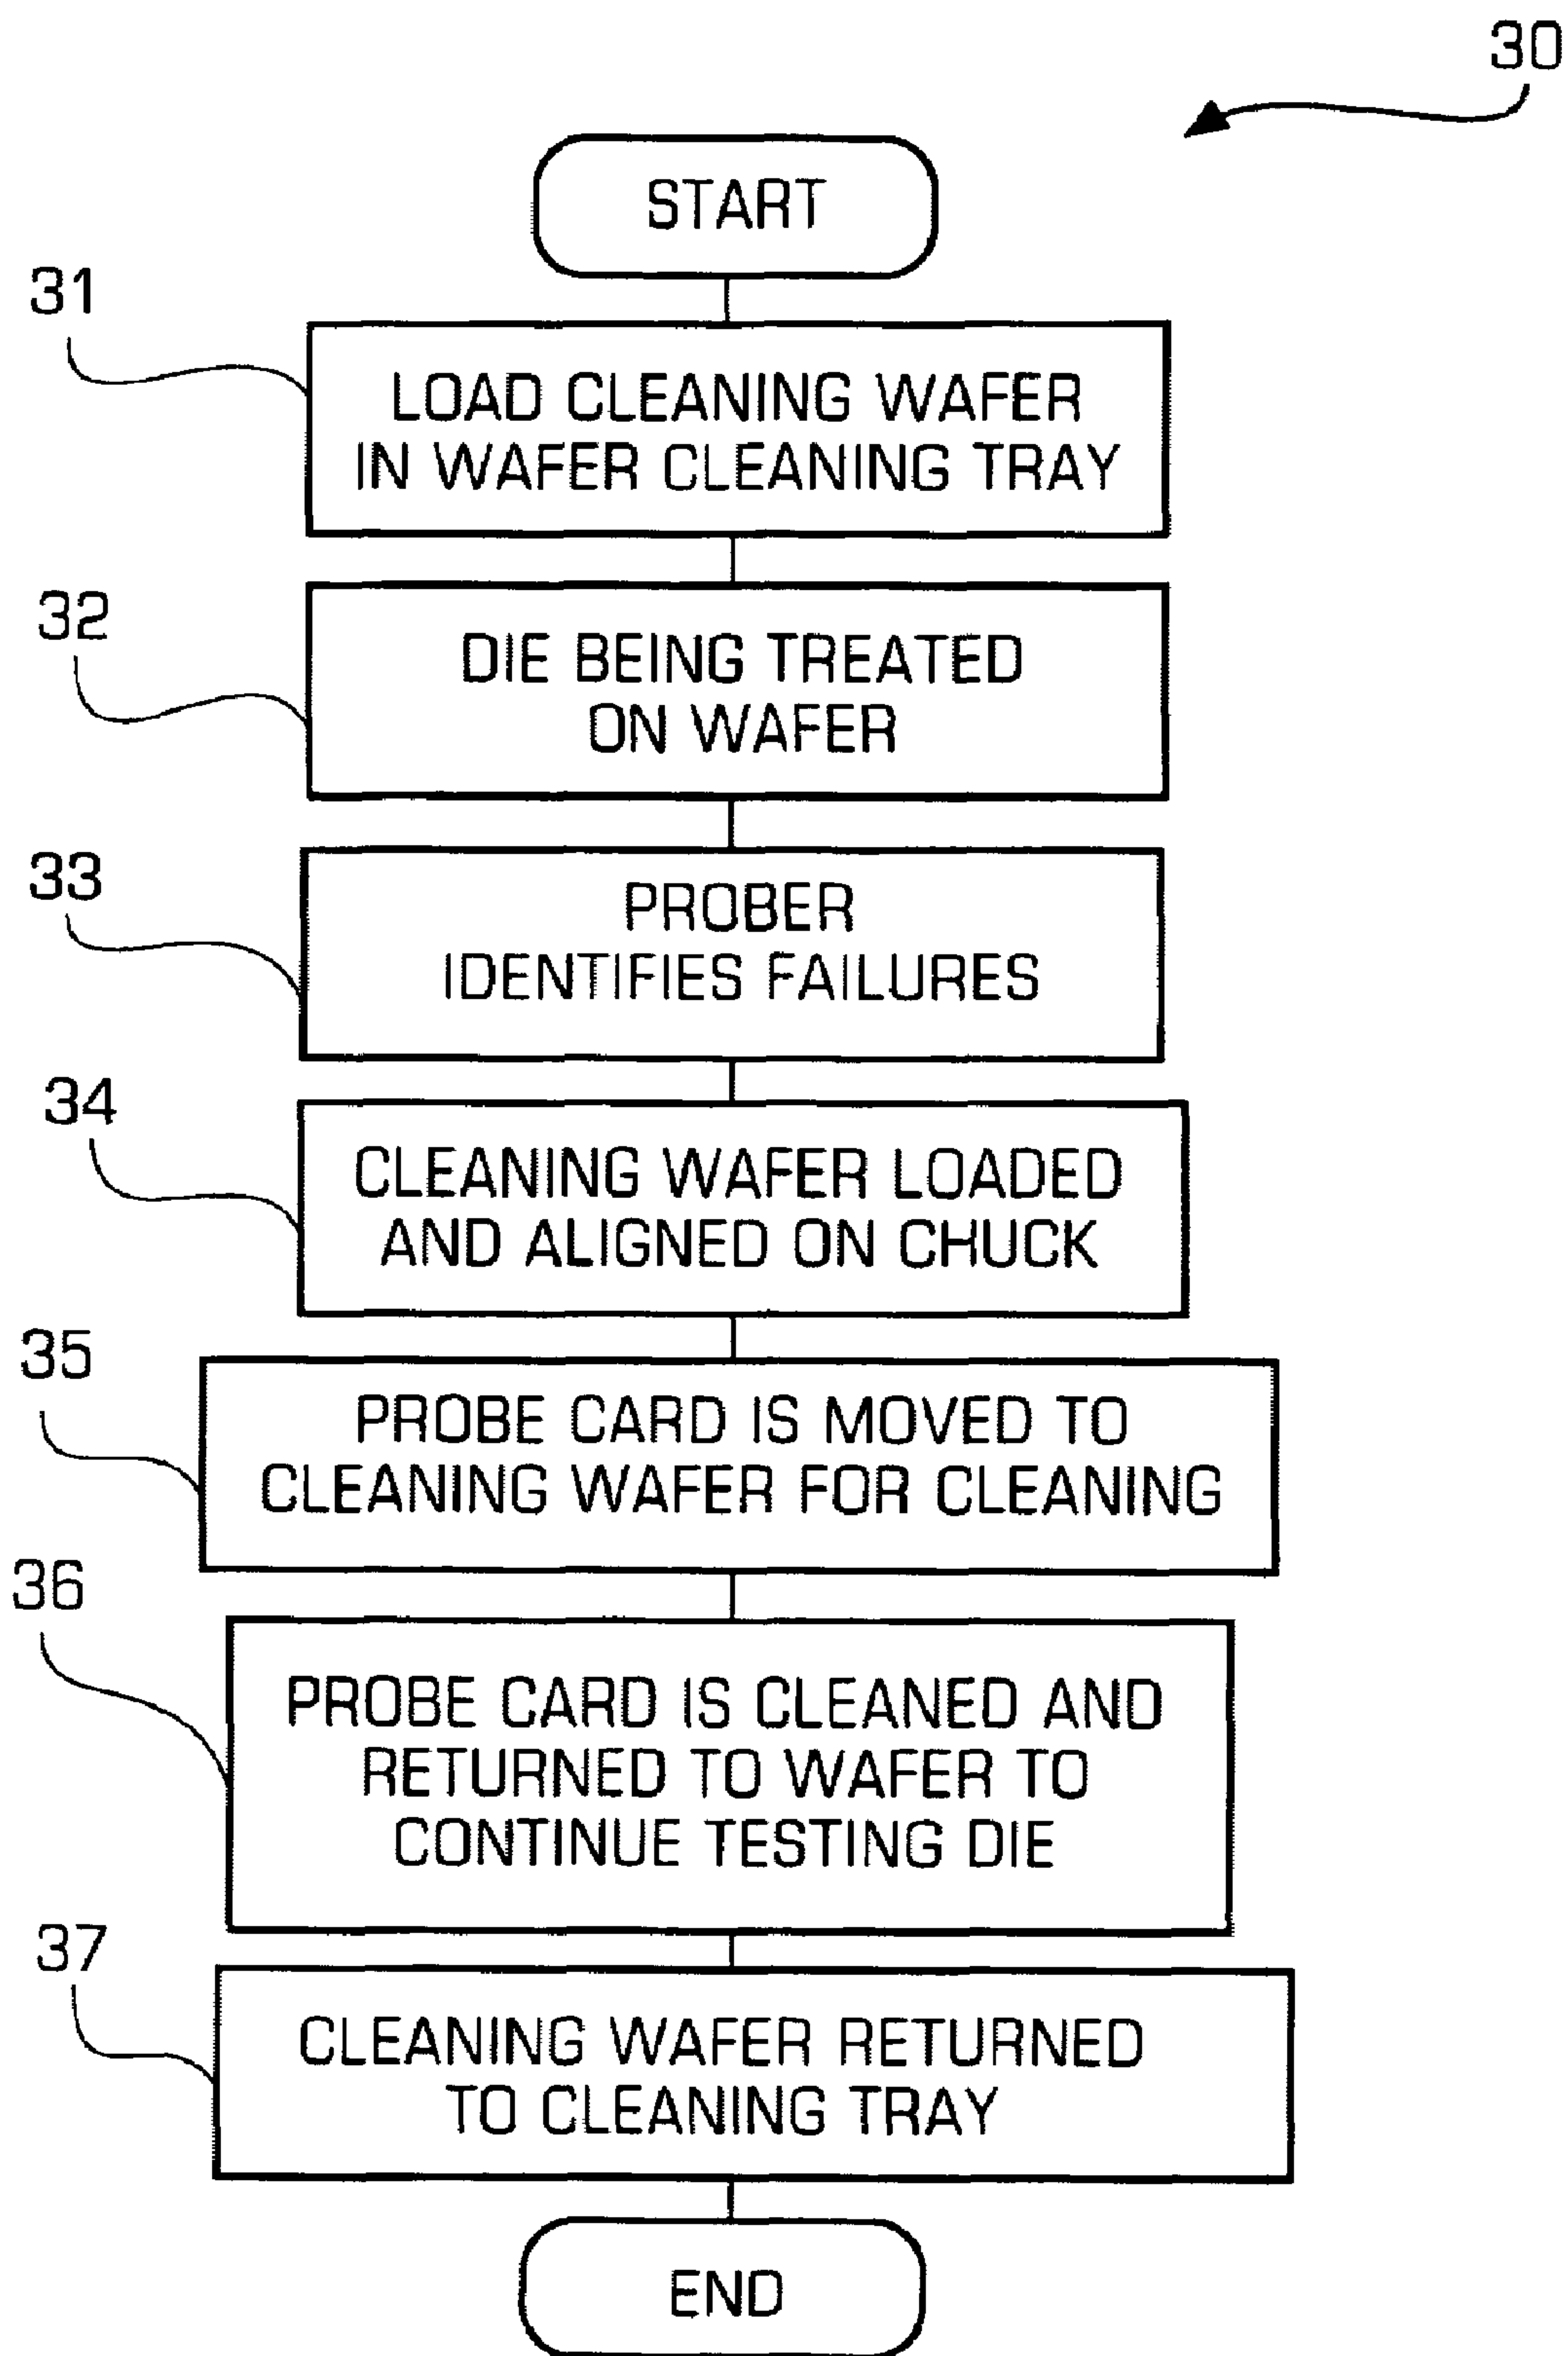 30
START
31
LOAD CLEANING WAFER
IN WAFER CLEANING TRAY
32
DIE BEING TREATED
ON WAFER
33
PROBER
IDENTIFIES FAILURES
34
CLEANING WAFER LOADED
AND ALIGNED ON CHUCK
35
PROBE CARD IS MOVED TO
CLEANING WAFER FOR CLEANING
36
PROBE CARD IS CLEANED AND
RETURNED TO WAFER TO
CONTINUE TESTING DIE
37
CLEANING WAFER RETURNED
TO CLEANING TRAY
END